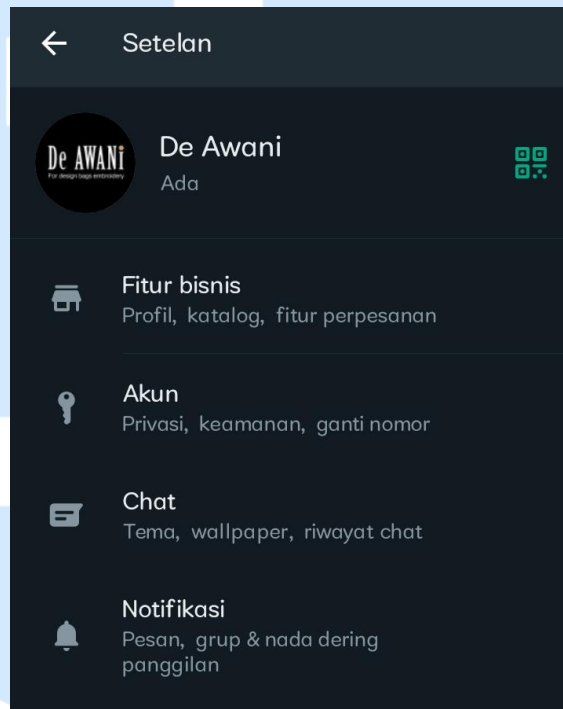 Setelan
De AWANi
For design bags embroidery
De Awani
Ada
Fitur bisnis
Profil, katalog, fitur perpesanan
Akun
Privasi, keamanan, ganti nomor
Chat
Tema, wallpaper, riwayat chat
Notifikasi
Pesan, grup & nada dering
panggilan